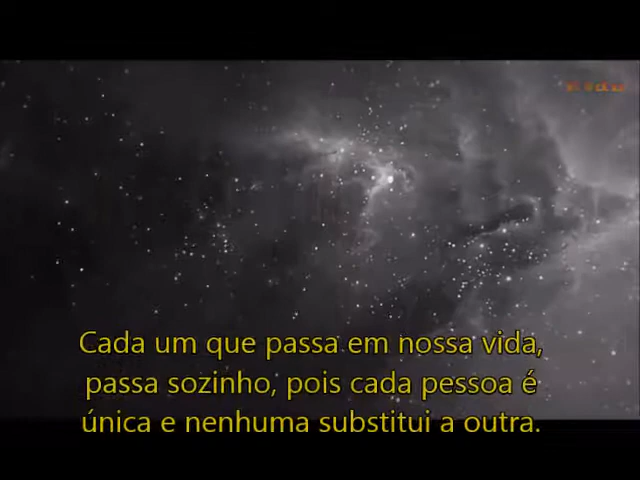 Cada um que passa em nossa vida,
passa sozinho, pois cada pessoa é
única e nenhuma substitui a outra.